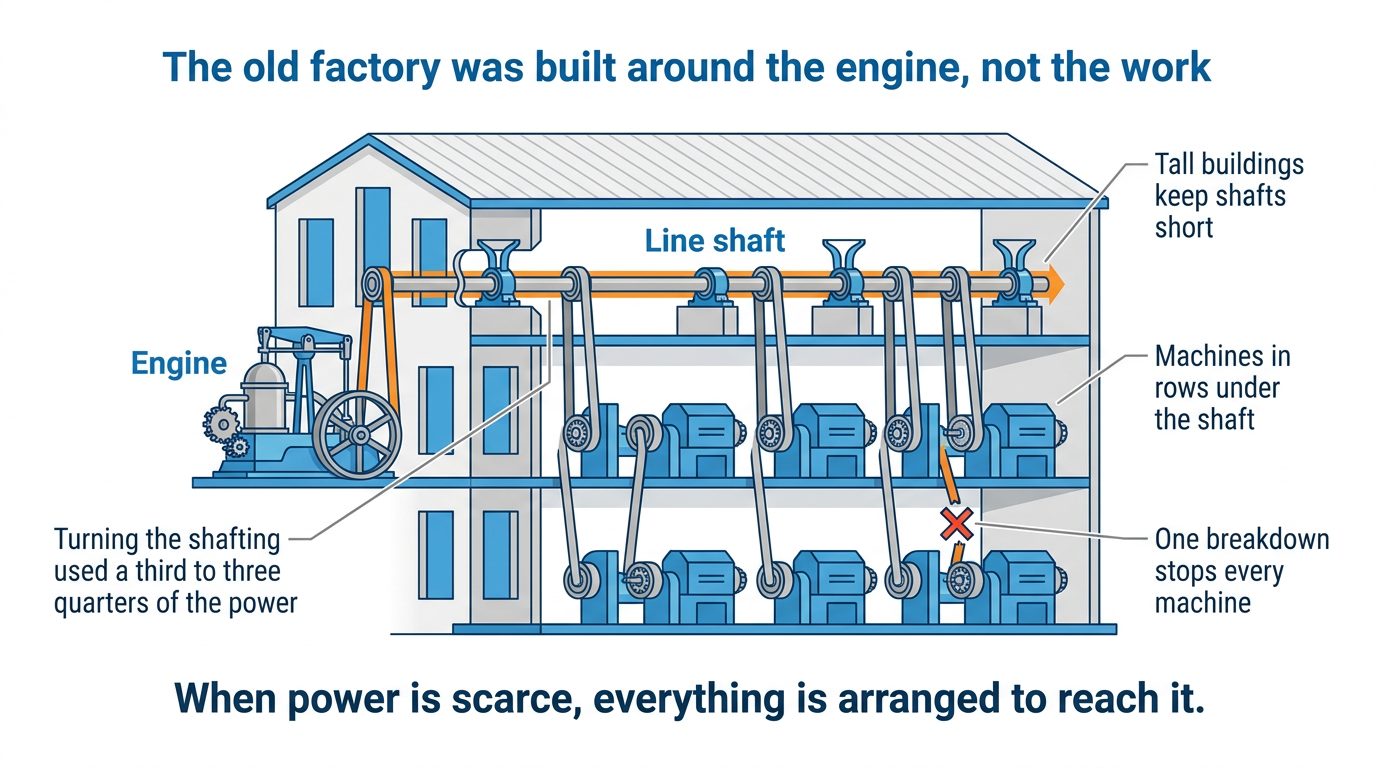 The old factory was built around the engine, not the work
Tall buildings
keep shafts
short
Line shaft
Engine
Machines in
rows under
the shaft
Turning the shafting
used a third to three
quarters of the power
One breakdown
stops every
machine
When power is scarce, everything is arranged to reach it.